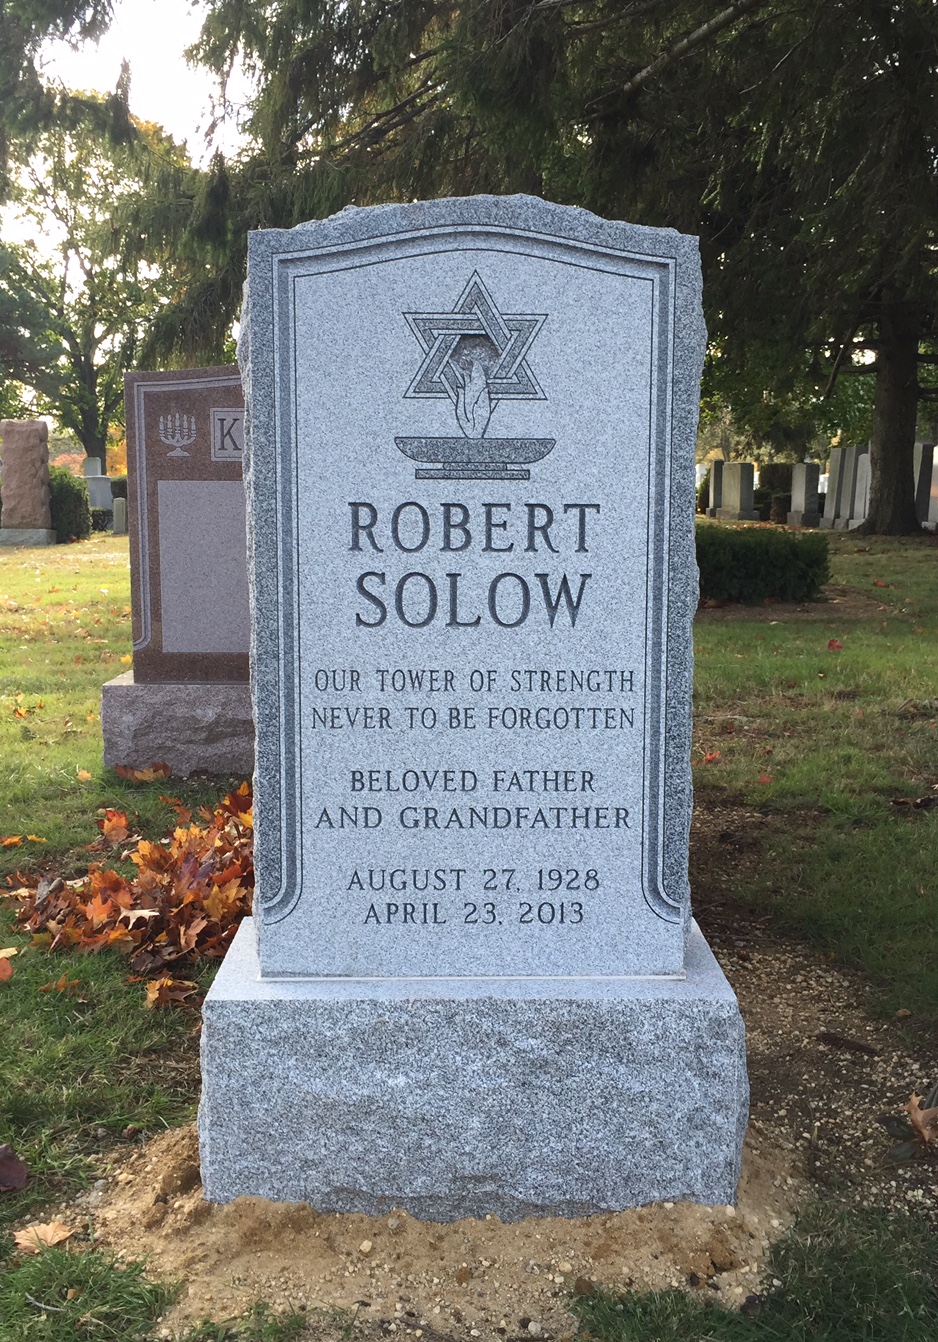 K
ROBERT
SOLOW
OUR TOWER OF STRENGTH
NEVER TO BE FORGOTTEN
BELOVED FATHER
AND GRANDFATHER
AUGUST 27, 1928
APRIL 23, 2013